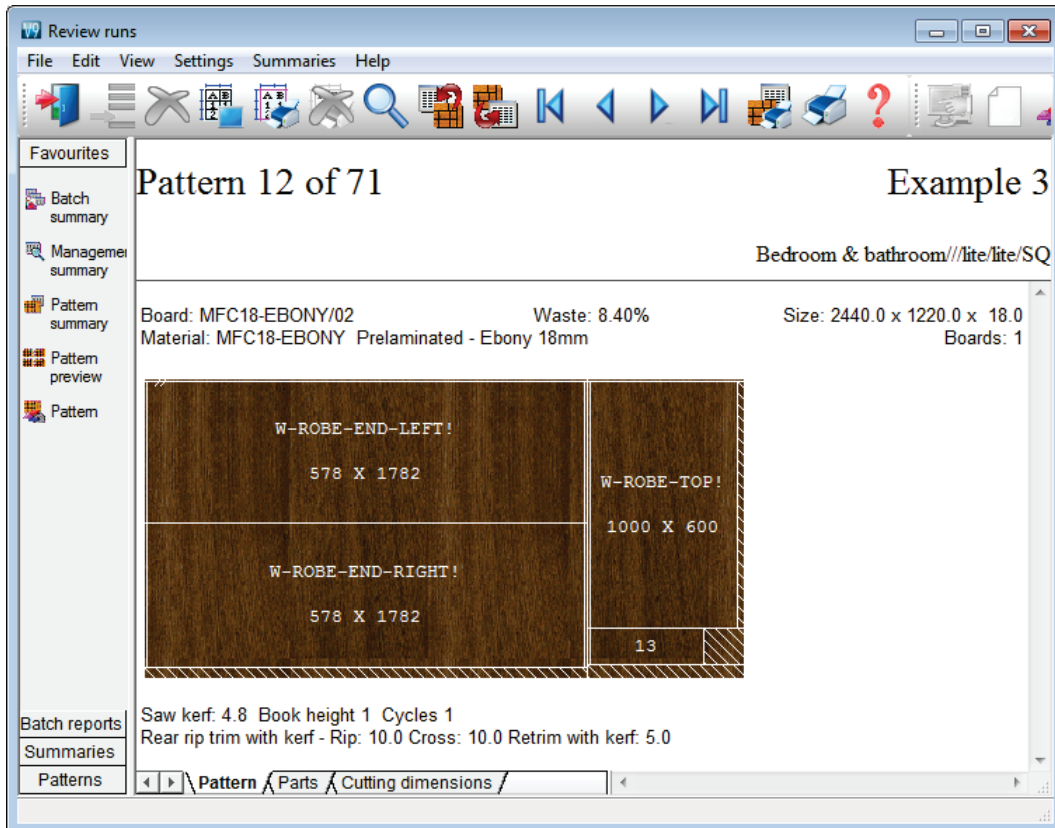 Review runs
File Edit View Settings Summaries Help
Favourites
Batch
summary
Managemer
summary
Pattern
summary
Pattern
preview
Pattern
Batch reports
Summaries
Patterns
Pattern 12 of 71
Example 3
Bedroom & bathroom///lite/lite/SQ
Board: MFC18-EBONY/02 Waste: 8.40% Size: 2440.0 x 1220.0 x 18.0
Material: MFC18-EBONY Prelaminated - Ebony 18mm Boards: 1
W-ROBE-END-LEFT!
578 X 1782
W-ROBE-TOP!
1000 X 600
W-ROBE-END-RIGHT!
578 X 1782
13
Saw kerf: 4.8 Book height 1 Cycles 1
Rear rip trim with kerf - Rip: 10.0 Cross: 10.0 Retrim with kerf: 5.0
Pattern Parts Cutting dimensions